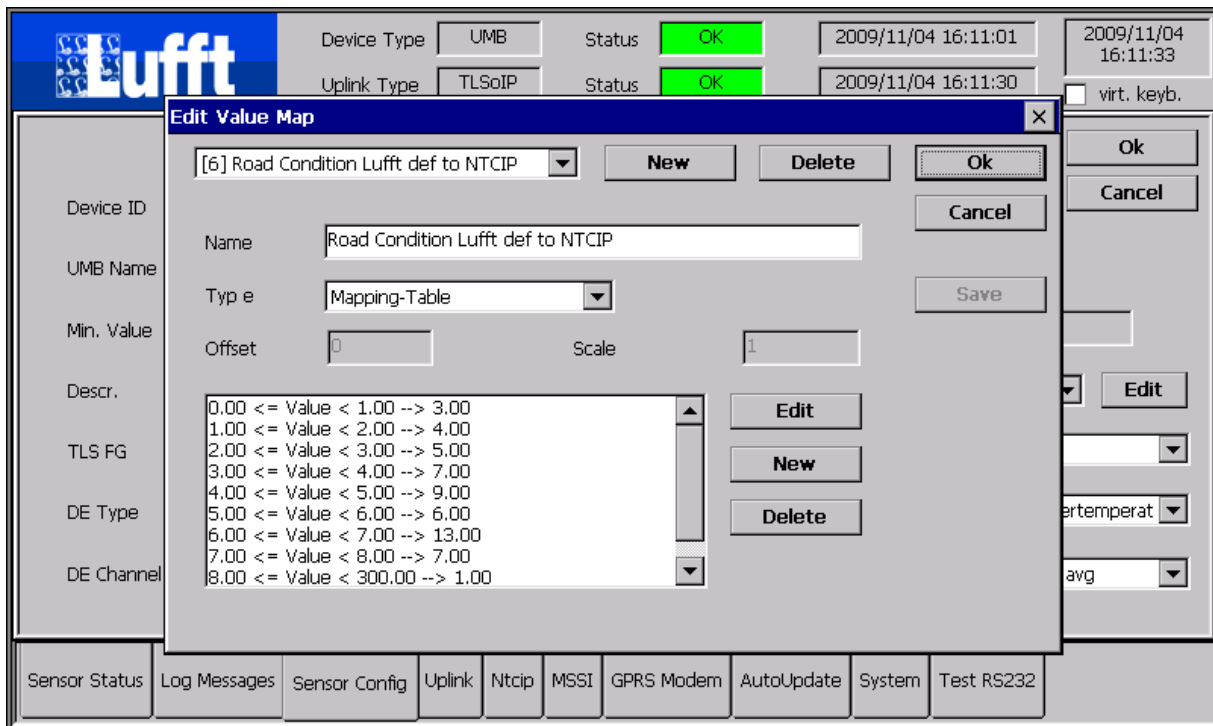 Lufft
Device Type UMB Status OK 2009/11/04 16:11:01
2009/11/04
16:11:33
Uplink Type TLSoIP Status OK 2009/11/04 16:11:30
virt. keyb.
Edit Value Map
[6] Road Condition Lufft def to NTCIP New Delete Ok
Cancel
Name Road Condition Lufft def to NTCIP
Typ e Mapping-Table Save
Offset 0 Scale 1
0.00 <= Value < 1.00 --> 3.00
1.00 <= Value < 2.00 --> 4.00
2.00 <= Value < 3.00 --> 5.00
3.00 <= Value < 4.00 --> 7.00
4.00 <= Value < 5.00 --> 9.00
5.00 <= Value < 6.00 --> 6.00
6.00 <= Value < 7.00 --> 13.00
7.00 <= Value < 8.00 --> 7.00
8.00 <= Value < 300.00 --> 1.00
Edit
New
Delete
Device ID
UMB Name
Min. Value
Descr.
TLS FG
DE Type
DE Channel
Ok
Cancel
Edit
ertemperat
avg
Sensor Status Log Messages Sensor Config Uplink Ntcip MSSI GPRS Modem AutoUpdate System Test RS232